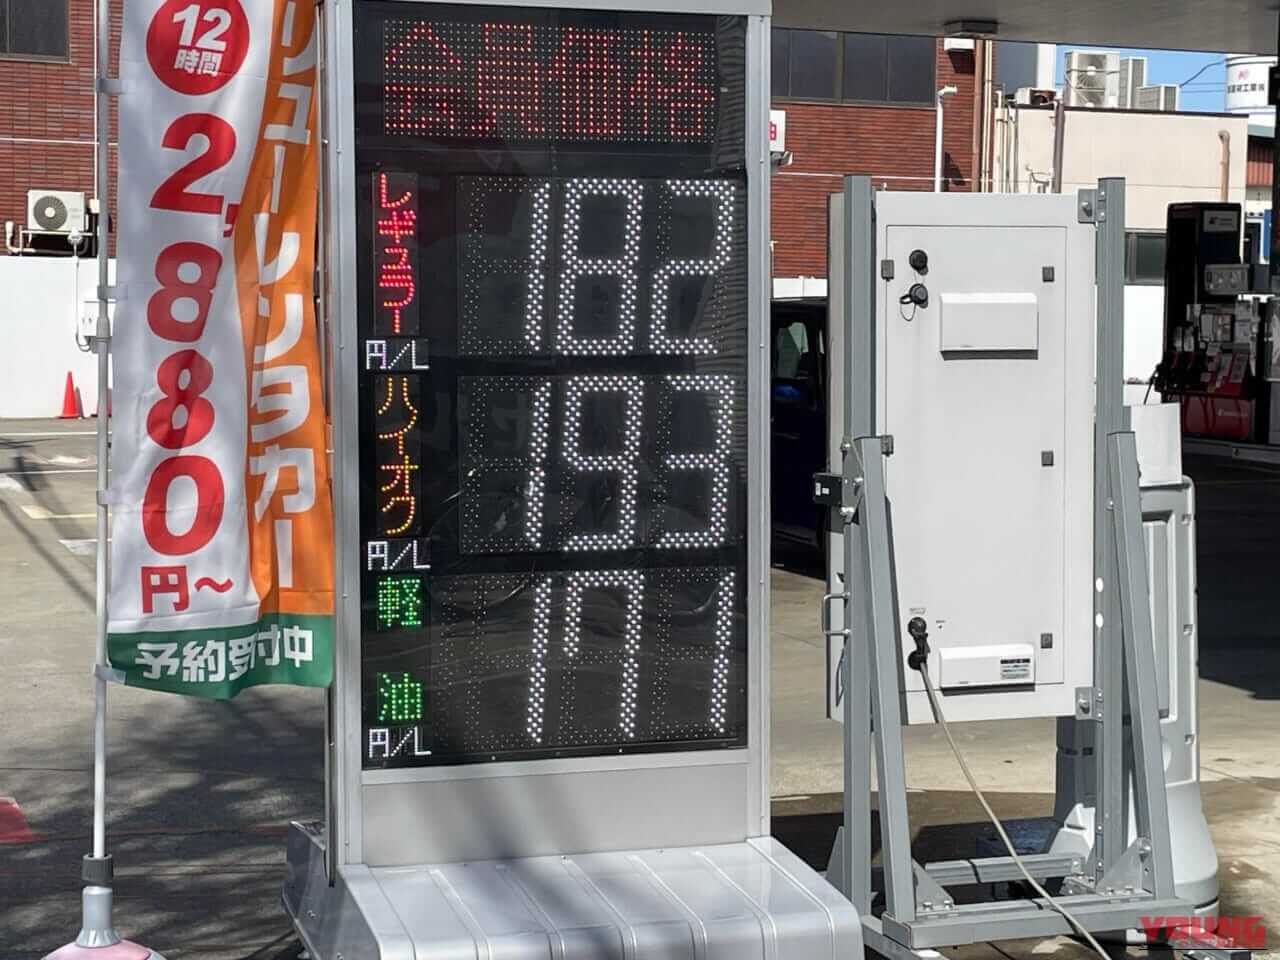 12
時間
2,880
円~
予約受付中
ューレンタカー
会員価格
レギュラー
円/L
182
ハイオク
円/L
193
軽油
円/L
171
YOUNG